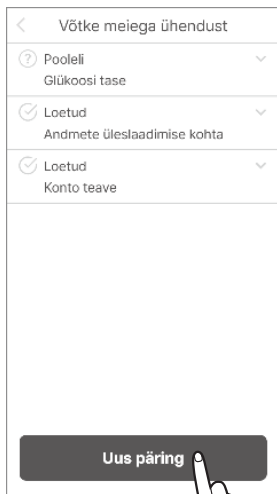 Võtke meiega ühendust
Pooleli
Glükoosi tase
Loetud
Andmete üleslaadimise kohta
Loetud
Konto teave
Uus päring